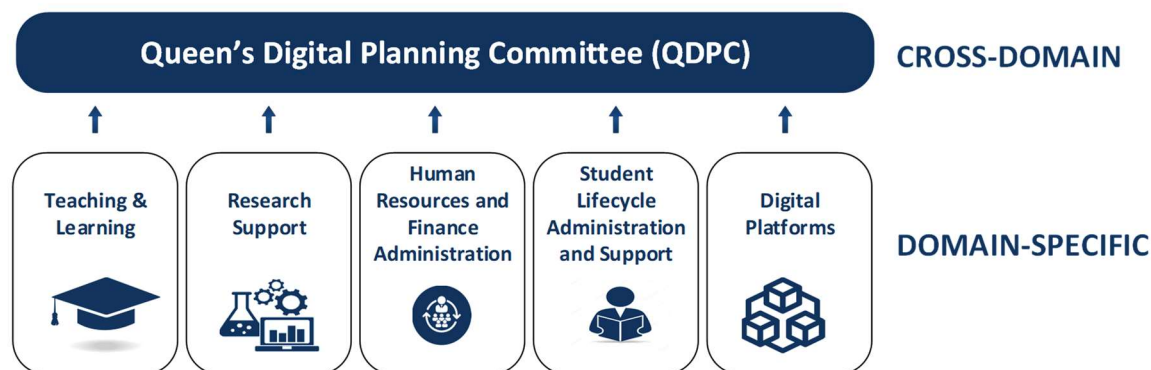 Queen’s Digital Planning Committee (QDPC)
CROSS-DOMAIN
Teaching &
Learning
Research
Support
Human
Resources and
Finance
Administration
Student
Lifecycle
Administration
and Support
Digital
Platforms
DOMAIN-SPECIFIC